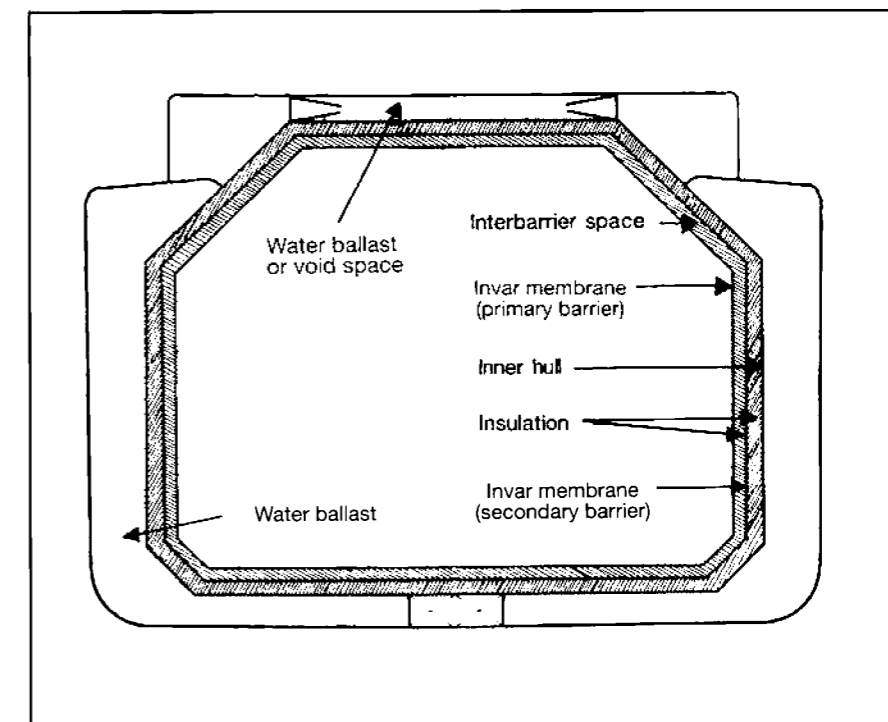 Water ballast
or void space
Interbarrier space
Invar membrane
(primary barrier)
Inner hull
Insulation
Invar membrane
(secondary barrier)
Water ballast